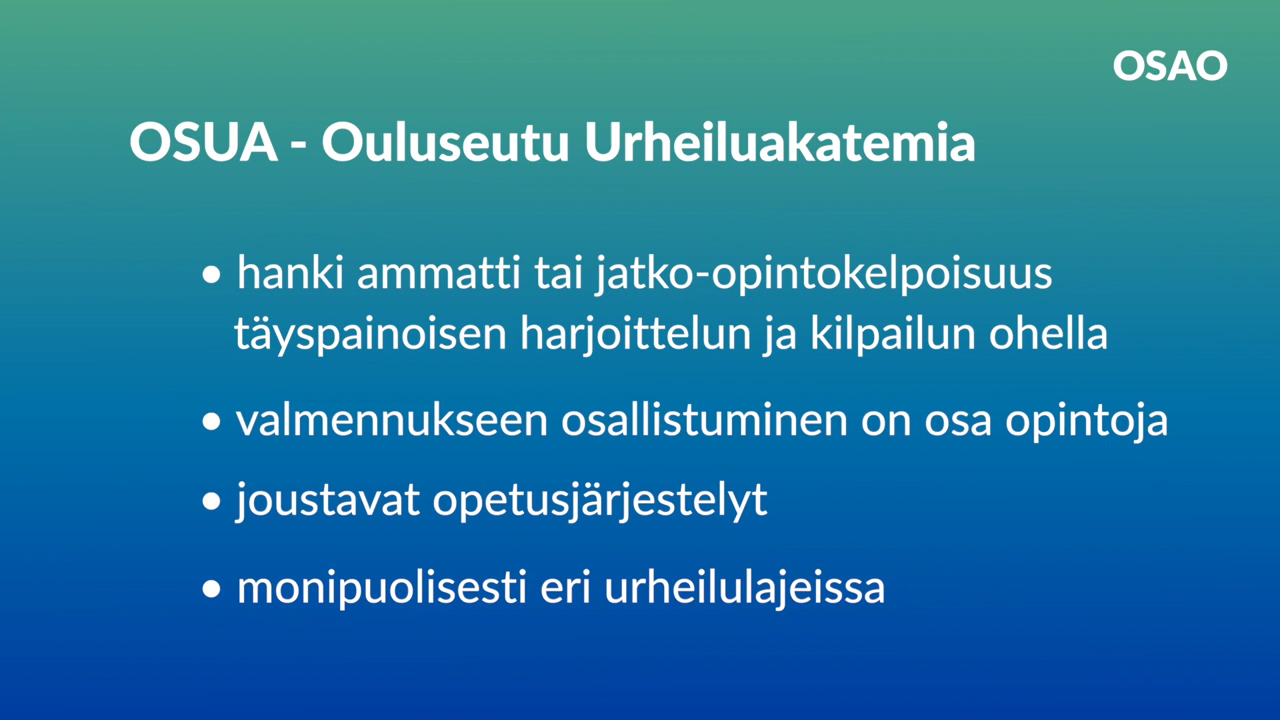 OSAO
OSUA - Ouluseutu Urheiluakatemia
• hanki ammatti tai jatko-opintokelpoisuus
täyspainoisen harjoittelun ja kilpailun ohella
• valmennukseen osallistuminen on osa opintoja
• joustavat opetusjärjestelyt
• monipuolisesti eri urheilulajeissa